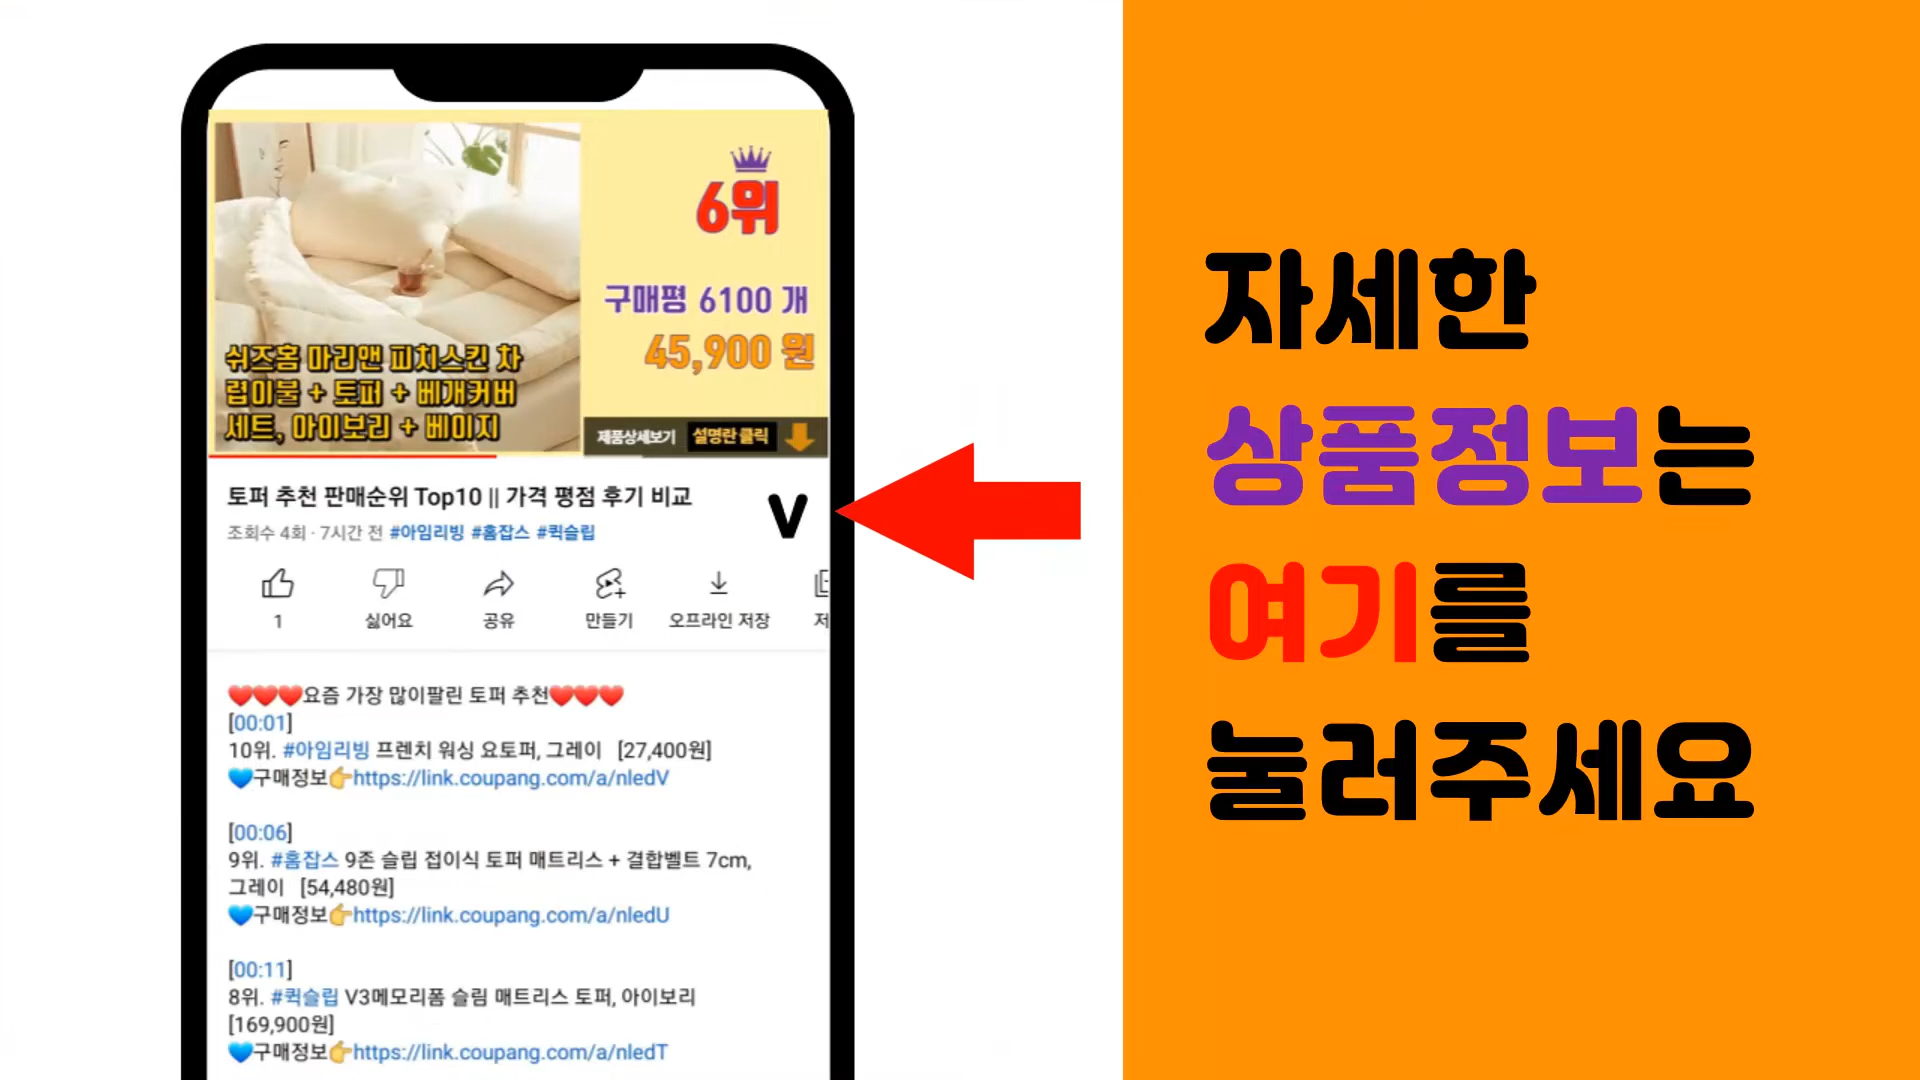 6위
구매평 6100 개
45,900 원
쉬즈홈 마리앤 피치스킨 차
렵이불 + 토퍼 + 베개커버
세트, 아이보리 + 베이지
제품상세보기 설명란 클릭
토퍼 추천 판매순위 Top10 || 가격 평점 후기 비교
V
조회수 4회 · 7시간 전 #아임리빙 #홈잡스 #퀵슬립
1 싫어요 공유 만들기 오프라인 저장 저
❤❤❤요즘 가장 많이팔린 토퍼 추천❤❤❤
[00:01]
10위. #아임리빙 프렌치 워싱 요토퍼, 그레이 [27,400원]
💙구매정보👉https://link.coupang.com/a/nledV
[00:06]
9위. #홈잡스 9존 슬립 접이식 토퍼 매트리스 + 결합벨트 7cm,
그레이 [54,480원]
💙구매정보👉https://link.coupang.com/a/nledU
[00:11]
8위. #퀵슬립 V3메모리폼 슬림 매트리스 토퍼, 아이보리
[169,900원]
💙구매정보👉https://link.coupang.com/a/nledT
자세한
상품정보는
여기를
눌러주세요